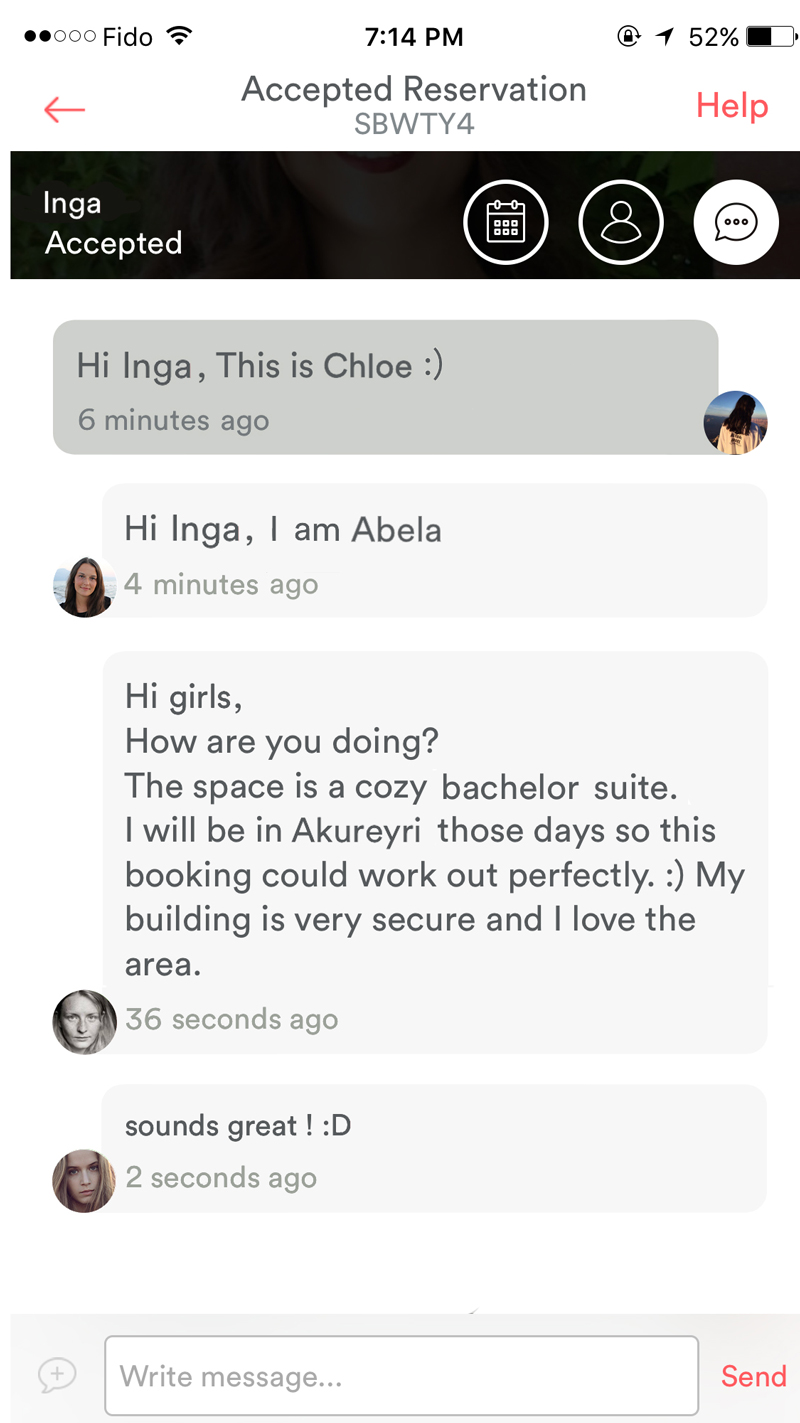 Fido 7:14 PM 52%
Accepted Reservation
SBWTY4
Help
Inga
Accepted
Hi Inga, This is Chloe :)
6 minutes ago
Hi Inga, I am Abela
4 minutes ago
Hi girls,
How are you doing?
The space is a cozy bachelor suite.
I will be in Akureyri those days so this
booking could work out perfectly. :) My
building is very secure and I love the
area.
36 seconds ago
sounds great ! :D
2 seconds ago
Write message...
Send